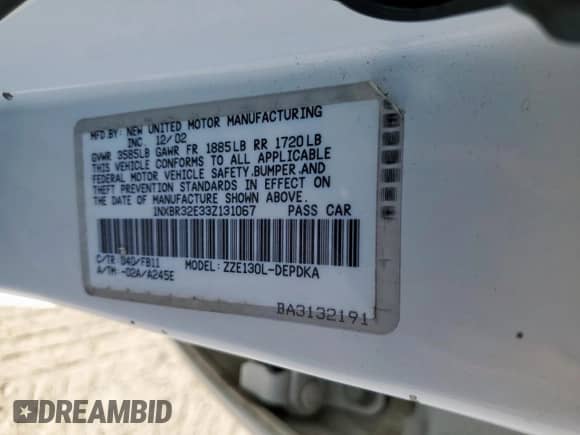 MFD.BY: NEW UNITED MOTOR MANUFACTURING
INC. 12/02
GVWR 3585LB GAWR FR 1885LB RR 1720LB
THIS VEHICLE CONFORMS TO ALL APPLICABLE
FEDERAL MOTOR VEHICLE SAFETY,BUMPER,AND
THEFT PREVENTION STANDARDS IN EFFECT ON
THE DATE OF MANUFACTURE SHOWN ABOVE.
1NXBR32E33Z131067 PASS CAR
C/TR: 040/FB11
A/TM: -02A/A245E MODEL: ZZE130L-DEPDKA
BA3132191
DREAMBID